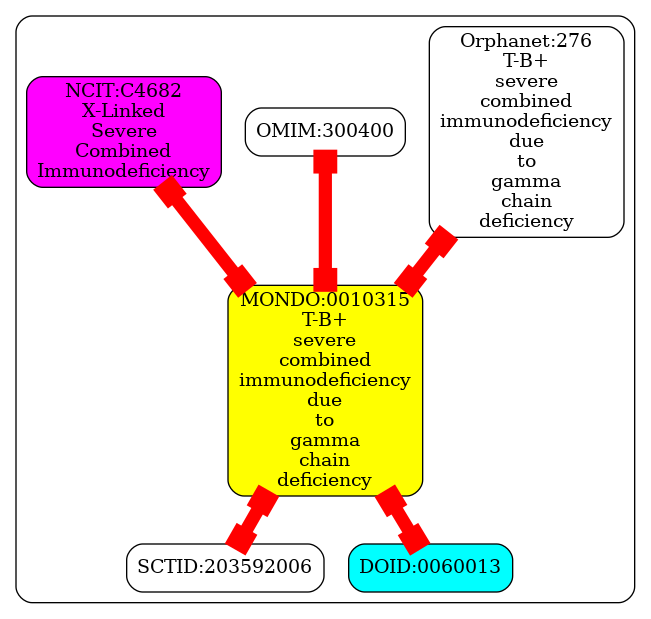 NCIT:C4682
X-Linked
Severe
Combined
Immunodeficiency
OMIM:300400
Orphanet:276
T-B+
severe
combined
immunodeficiency
due
to
gamma
chain
deficiency
MONDO:0010315
T-B+
severe
combined
immunodeficiency
due
to
gamma
chain
deficiency
SCTID:203592006
DOID:0060013